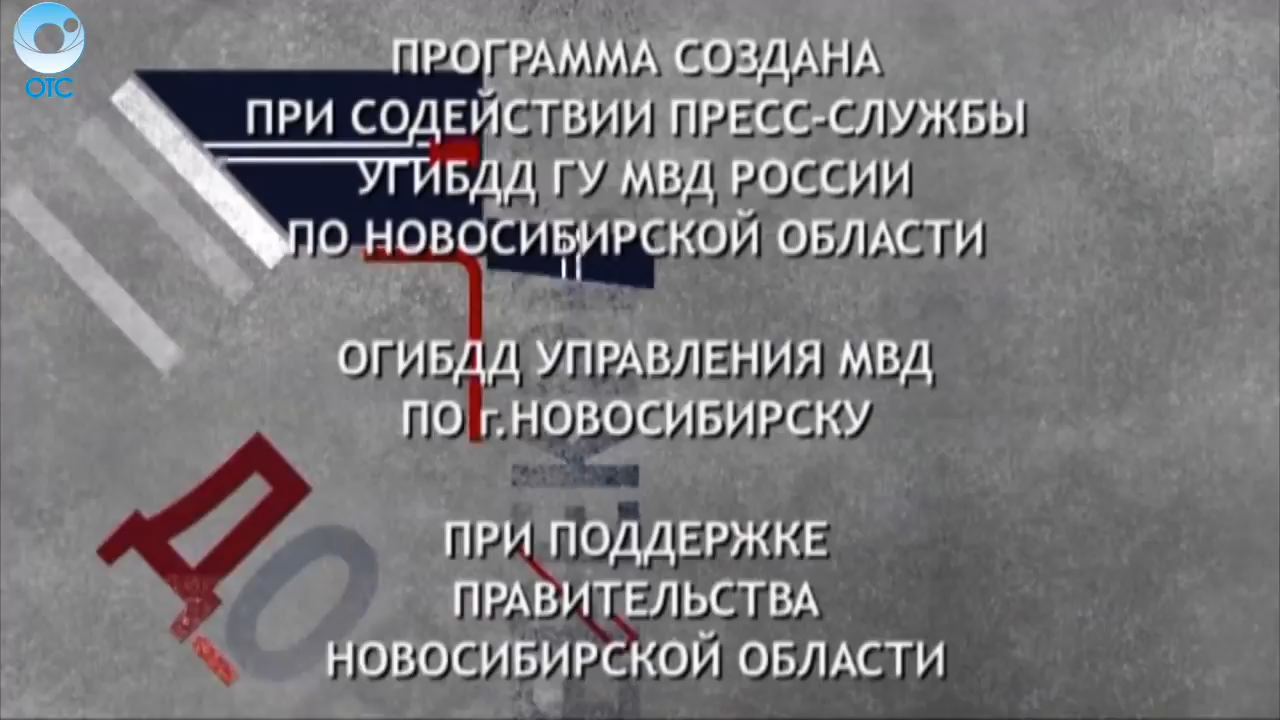 ОТС
ПРОГРАММА СОЗДАНА
ПРИ СОДЕЙСТВИИ ПРЕСС-СЛУЖБЫ
УГИБДД ГУ МВД РОССИИ
ПО НОВОСИБИРСКОЙ ОБЛАСТИ
ОГИБДД УПРАВЛЕНИЯ МВД
ПО г.НОВОСИБИРСКУ
ПРИ ПОДДЕРЖКЕ
ПРАВИТЕЛЬСТВА
НОВОСИБИРСКОЙ ОБЛАСТИ
ДО